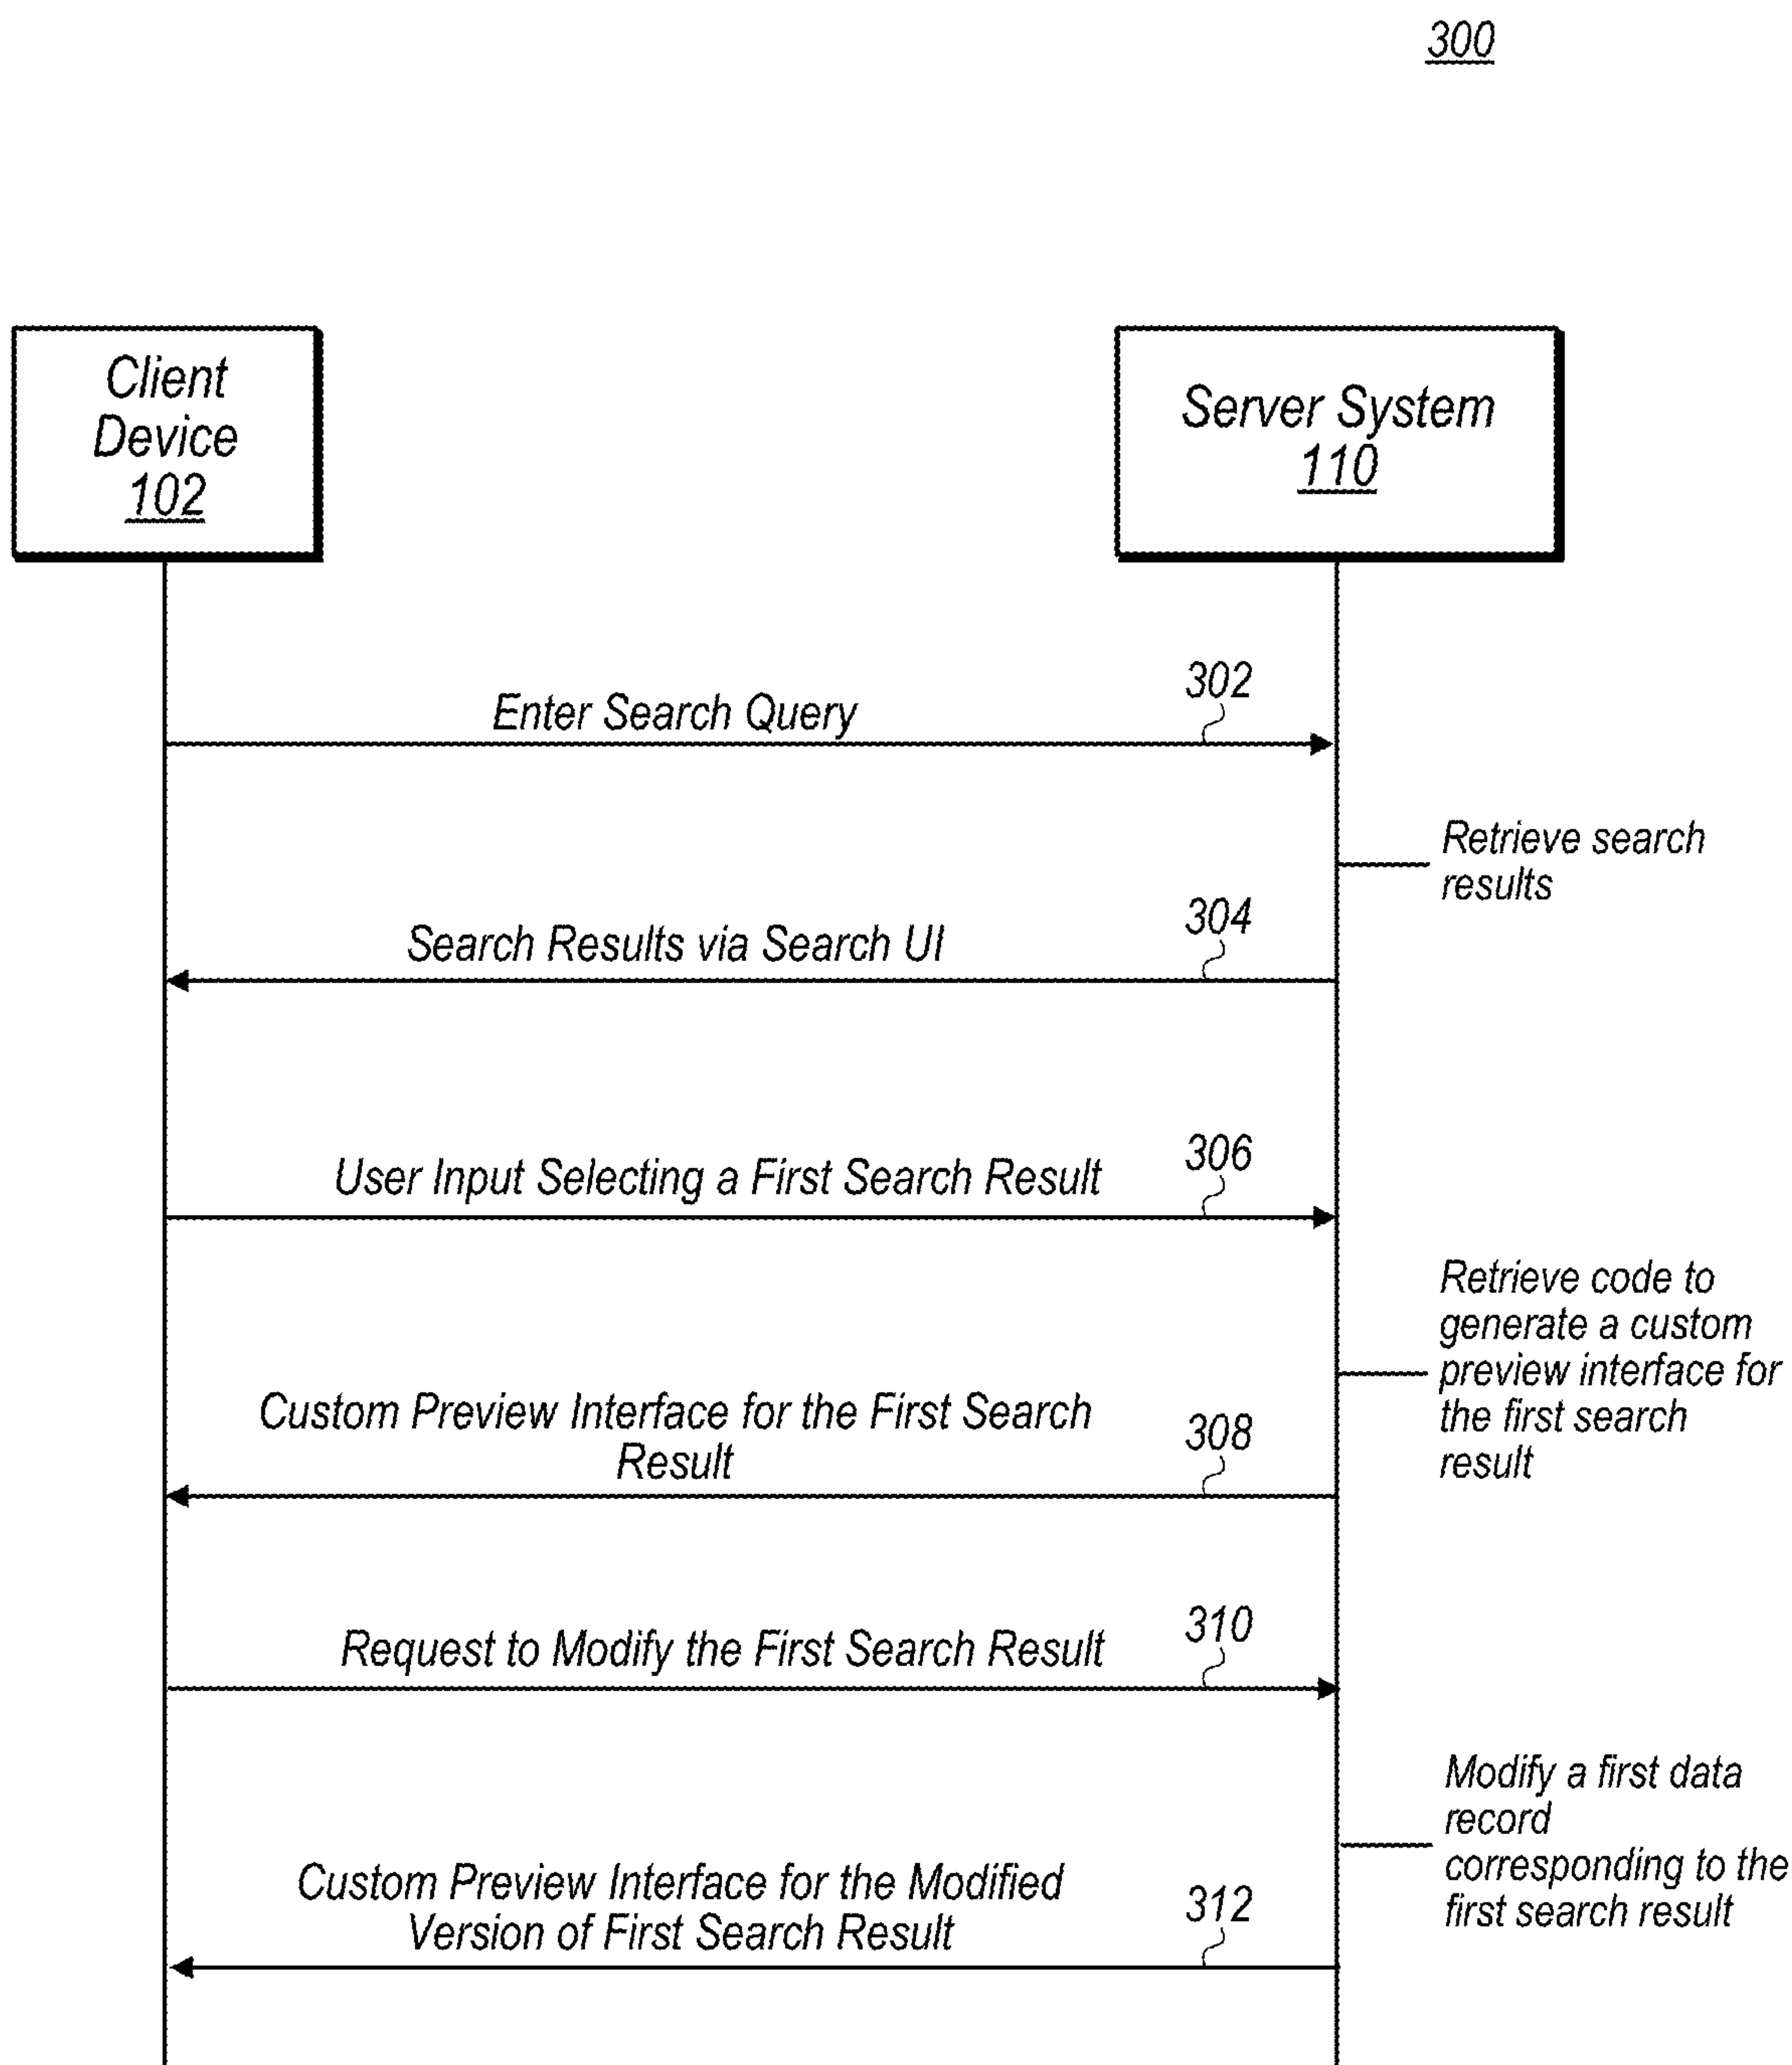 300
Client
Device
102
Server System
110
Enter Search Query
302
Retrieve search
results
Search Results via Search UI
304
User Input Selecting a First Search Result
306
Retrieve code to
generate a custom
preview interface for
the first search
result
Custom Preview Interface for the First Search
Result
308
Request to Modify the First Search Result
310
Modify a first data
record
corresponding to the
first search result
Custom Preview Interface for the Modified
Version of First Search Result
312